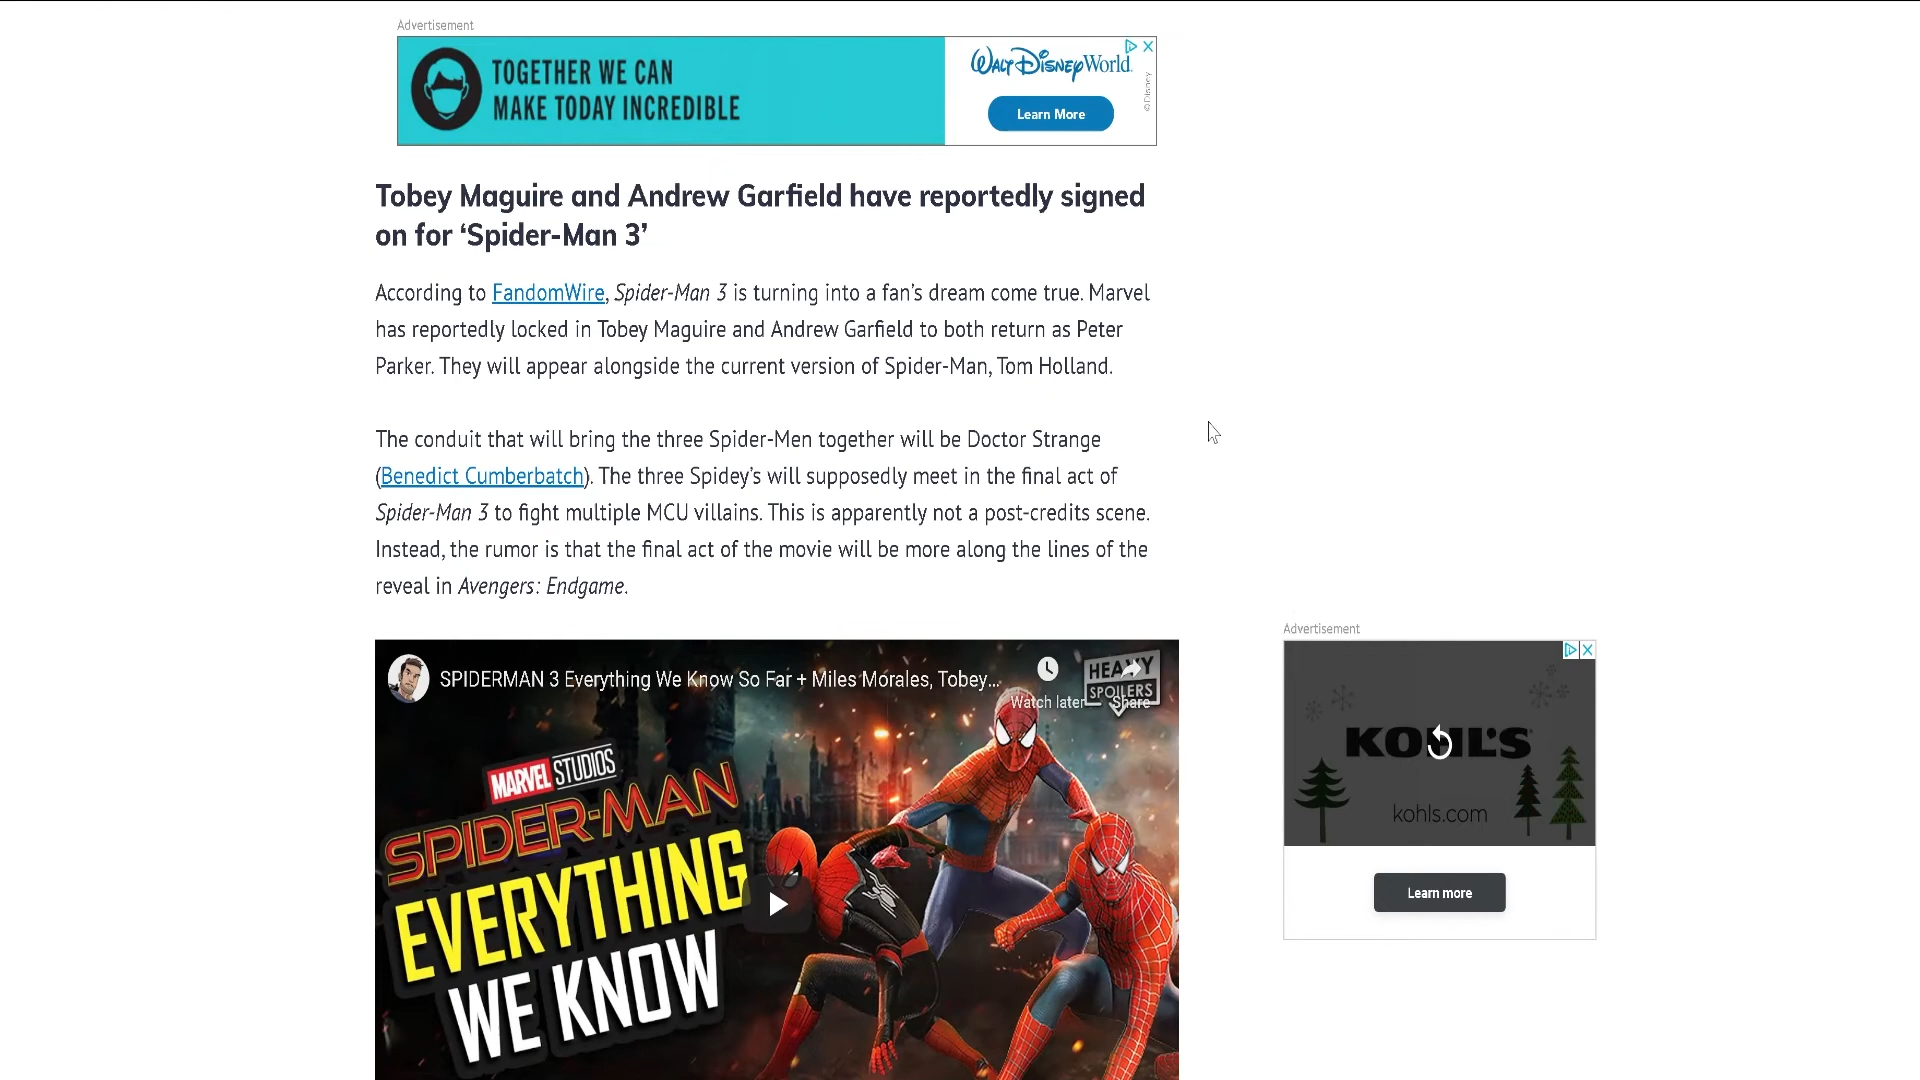 Advertisement
TOGETHER WE CAN
MAKE TODAY INCREDIBLE
WALT DISNEY World.
Learn More
©Disney
Tobey Maguire and Andrew Garfield have reportedly signed
on for ‘Spider-Man 3’
According to FandomWire, Spider-Man 3 is turning into a fan’s dream come true. Marvel
has reportedly locked in Tobey Maguire and Andrew Garfield to both return as Peter
Parker. They will appear alongside the current version of Spider-Man, Tom Holland.
The conduit that will bring the three Spider-Men together will be Doctor Strange
(Benedict Cumberbatch). The three Spidey’s will supposedly meet in the final act of
Spider-Man 3 to fight multiple MCU villains. This is apparently not a post-credits scene.
Instead, the rumor is that the final act of the movie will be more along the lines of the
reveal in Avengers: Endgame.
SPIDERMAN 3 Everything We Know So Far + Miles Morales, Tobey...
Watch later
Share
HEAVY
SPOILERS
MARVEL STUDIOS
SPIDER-MAN
EVERYTHING
WE KNOW
Advertisement
KOHL'S
kohls.com
Learn more